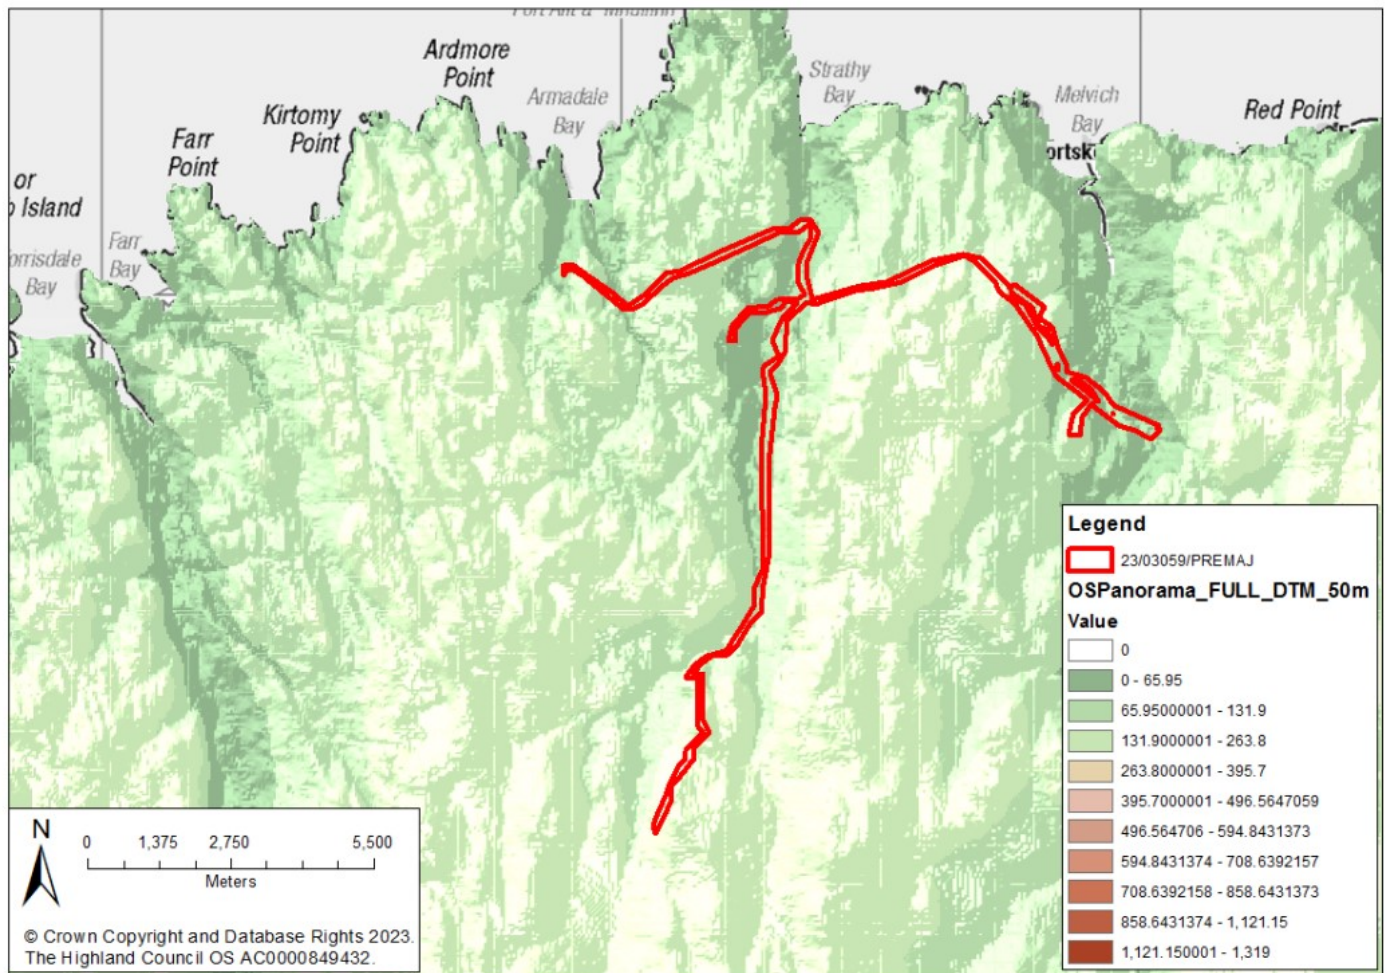 Ardmore
Point
Strathy
Bay
Armadale
Bay
Melvich
Bay
Red Point
Kirtomy
Point
Farr
Point
ortsk
or
o Island
Farr
Bay
orrisdale
Bay
Legend
23/03059/PREMAJ
OSPanorama_FULL_DTM_50m
Value
0
0 - 65.95
65.95000001 - 131.9
131.9000001 - 263.8
263.8000001 - 395.7
395.7000001 - 496.5647059
496.564706 - 594.8431373
594.8431374 - 708.6392157
708.6392158 - 858.6431373
858.6431374 - 1,121.15
1,121.150001 - 1,319
N
0 1,375 2,750 5,500
Meters
© Crown Copyright and Database Rights 2023.
The Highland Council OS AC0000849432.